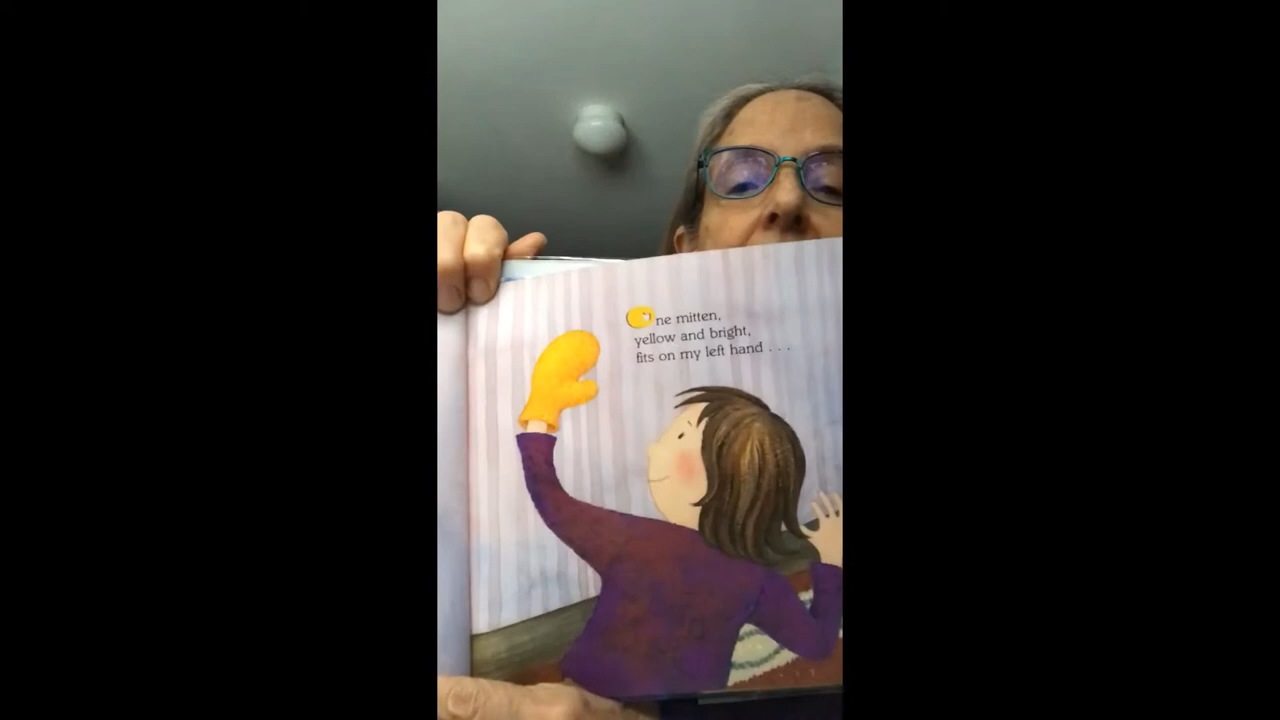 One mitten,
yellow and bright,
fits on my left hand . . .